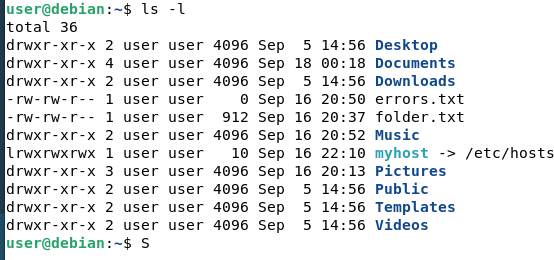 user@debian:~$ ls -l
total 36
drwxr-xr-x 2 user user 4096 Sep  5 14:56 Desktop
drwxr-xr-x 4 user user 4096 Sep 18 00:18 Documents
drwxr-xr-x 2 user user 4096 Sep  5 14:56 Downloads
-rw-rw-r-- 1 user user    0 Sep 16 20:50 errors.txt
-rw-rw-r-- 1 user user  912 Sep 16 20:37 folder.txt
drwxr-xr-x 2 user user 4096 Sep 16 20:52 Music
lrwxrwxrwx 1 user user   10 Sep 16 22:10 myhost -> /etc/hosts
drwxr-xr-x 3 user user 4096 Sep 16 20:13 Pictures
drwxr-xr-x 2 user user 4096 Sep  5 14:56 Public
drwxr-xr-x 2 user user 4096 Sep  5 14:56 Templates
drwxr-xr-x 2 user user 4096 Sep  5 14:56 Videos
user@debian:~$ S